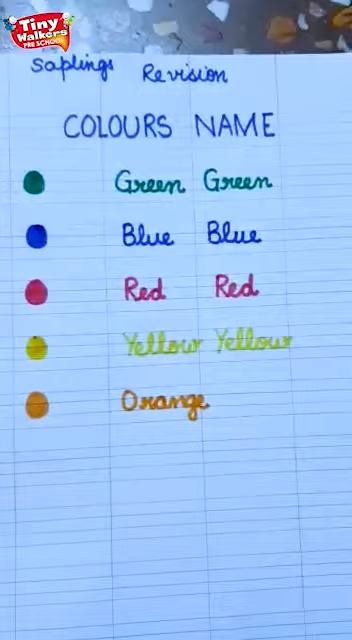 Tiny
Walkers
PRE SCHOOL
Saplings Revision
COLOURS NAME
Green Green
Blue Blue
Red Red
Yellow Yellow
Orange